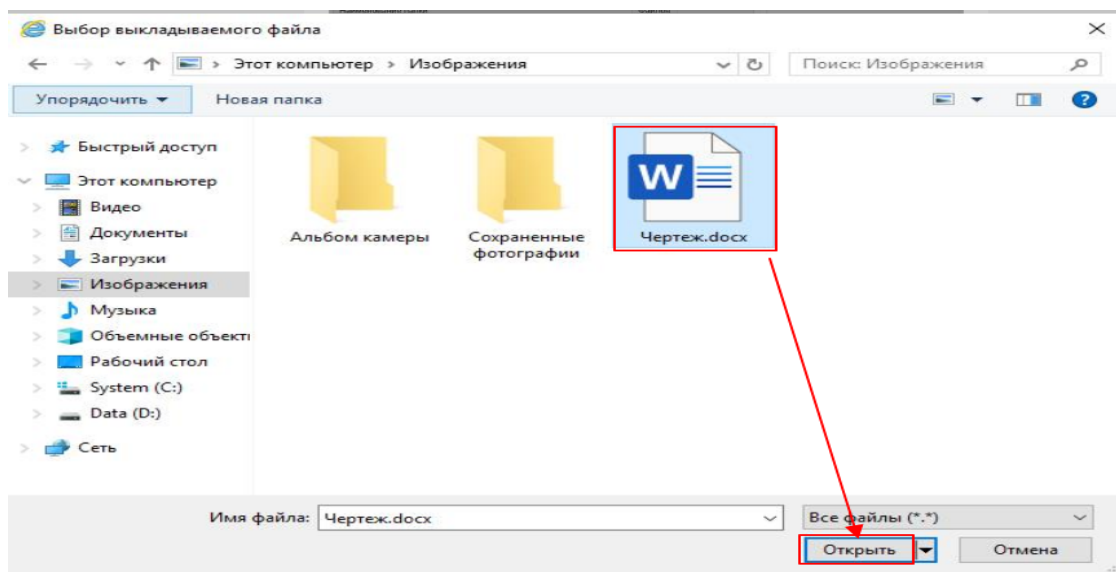 Выбор выкладываемого файла
Этот компьютер > Изображения
Поиск: Изображения
Упорядочить
Новая папка
Быстрый доступ
Этот компьютер
Видео
Документы
Загрузки
Изображения
Музыка
Объемные объекты
Рабочий стол
System (C:)
Data (D:)
Сеть
Альбом камеры
Сохраненные
фотографии
W
Чертеж.docx
Имя файла:
Чертеж.docx
Все файлы (*.*)
Открыть
Отмена